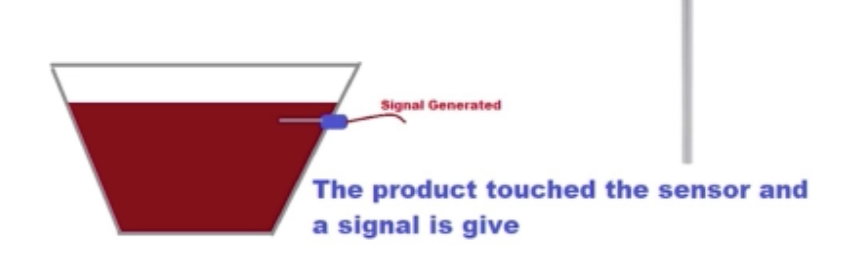 Signal Generated
The product touched the sensor and
a signal is give